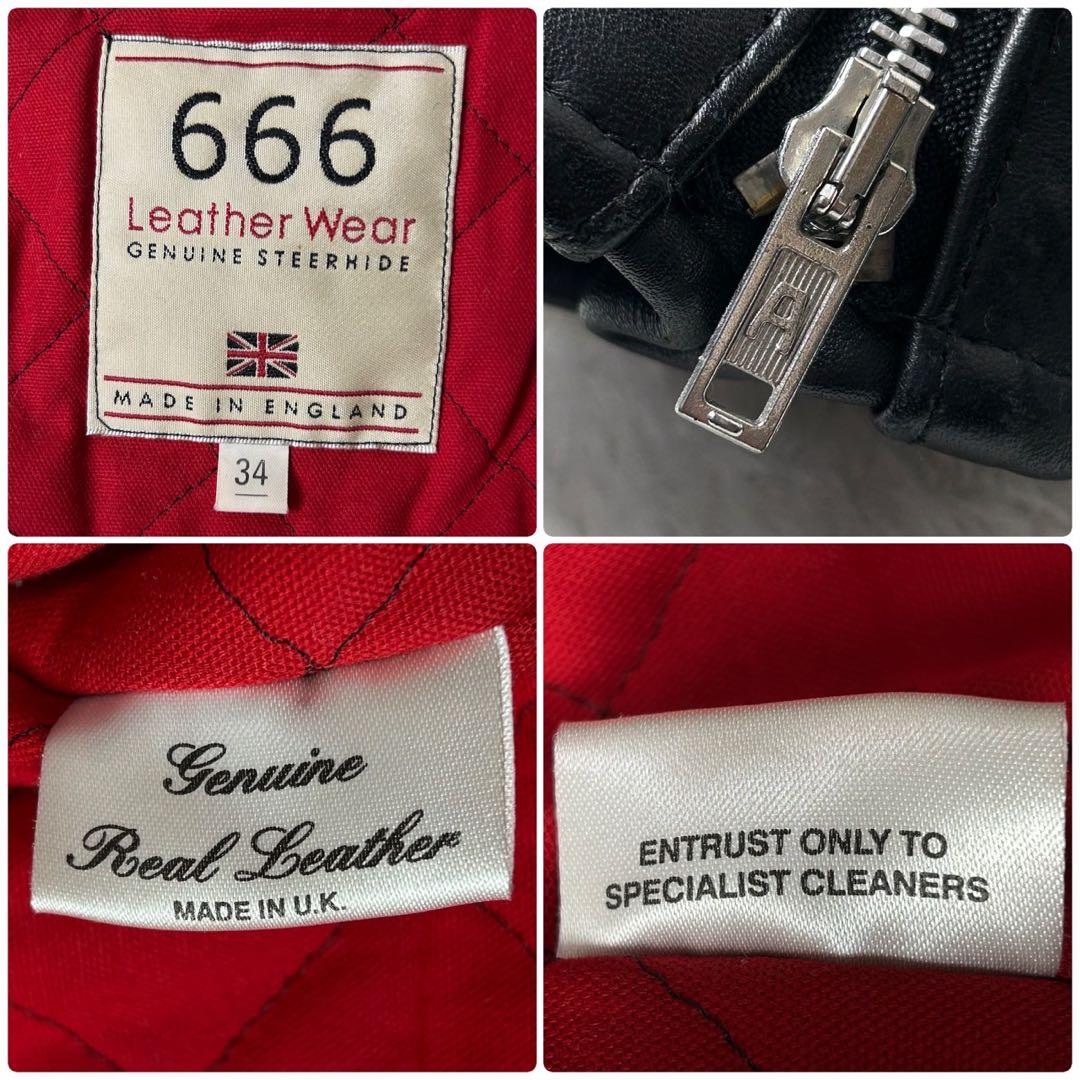 666
Leather Wear
GENUINE STEERHIDE
MADE IN ENGLAND
34
A
Genuine
Real Leather
MADE IN U.K.
ENTRUST ONLY TO
SPECIALIST CLEANERS